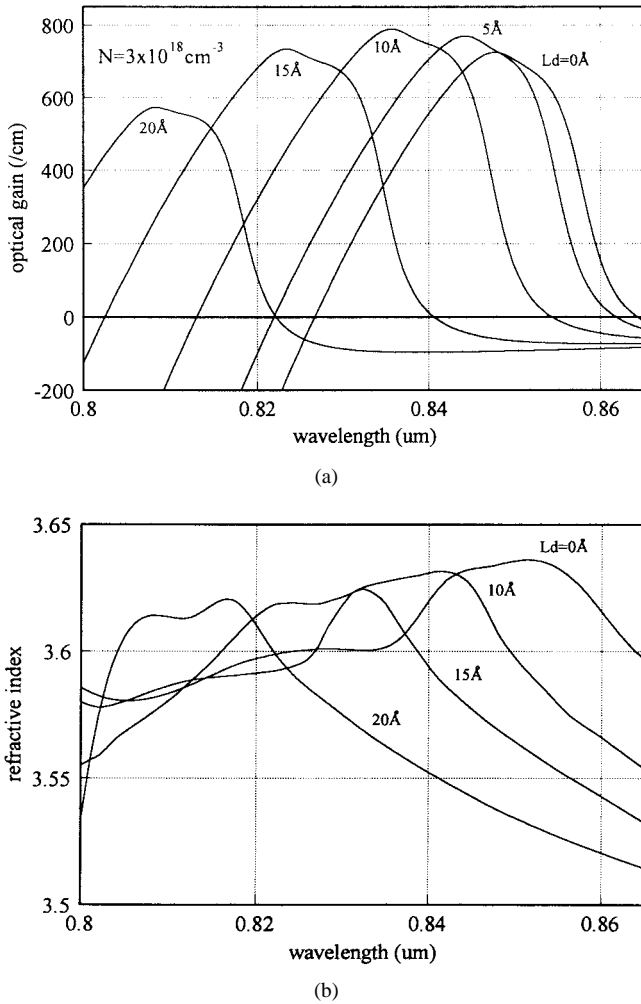 800
600
400
200
0
-200
optical gain (/cm)
N=3x10^18cm^-3
20Å
15Å
10Å
5Å
Ld=0Å
0.8 0.82 0.84 0.86
wavelength (um)
(a)
3.65
3.6
3.55
3.5
refractive index
Ld=0Å
10Å
15Å
20Å
0.8 0.82 0.84 0.86
wavelength (um)
(b)